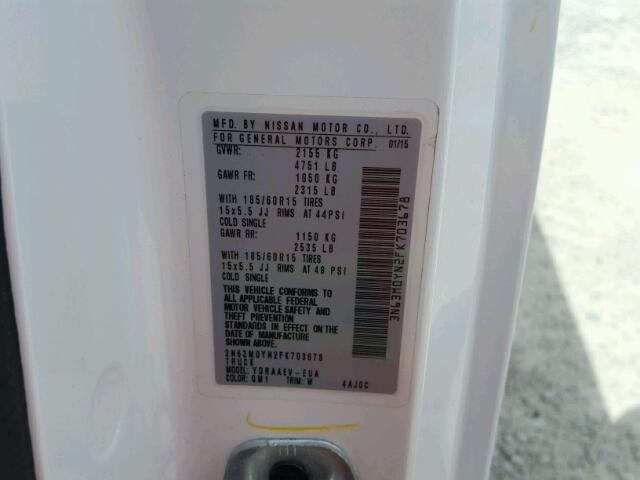 MFD. BY NISSAN MOTOR CO., LTD.
FOR GENERAL MOTORS CORP. 01/15
GVWR: 2155 KG
4751 LB
GAWR FR: 1050 KG
2315 LB
WITH 185/60R15 TIRES
15x5.5 JJ RIMS AT 44PSI
COLD SINGLE
GAWR RR: 1150 KG
2535 LB
WITH 185/60R15 TIRES
15x5.5 JJ RIMS AT 48 PSI
COLD SINGLE
THIS VEHICLE CONFORMS TO
ALL APPLICABLE FEDERAL
MOTOR VEHICLE SAFETY AND
THEFT PREVENTION
STANDARDS IN EFFECT ON THE
DATE OF MANUFACTURE
SHOWN ABOVE
3N63M0YN2FK703678
TRUCK
MODEL: YDRAAEV-EUA
COLOR: QM1 TRIM: W 4AJ0C
3N63M0YN2FK703678